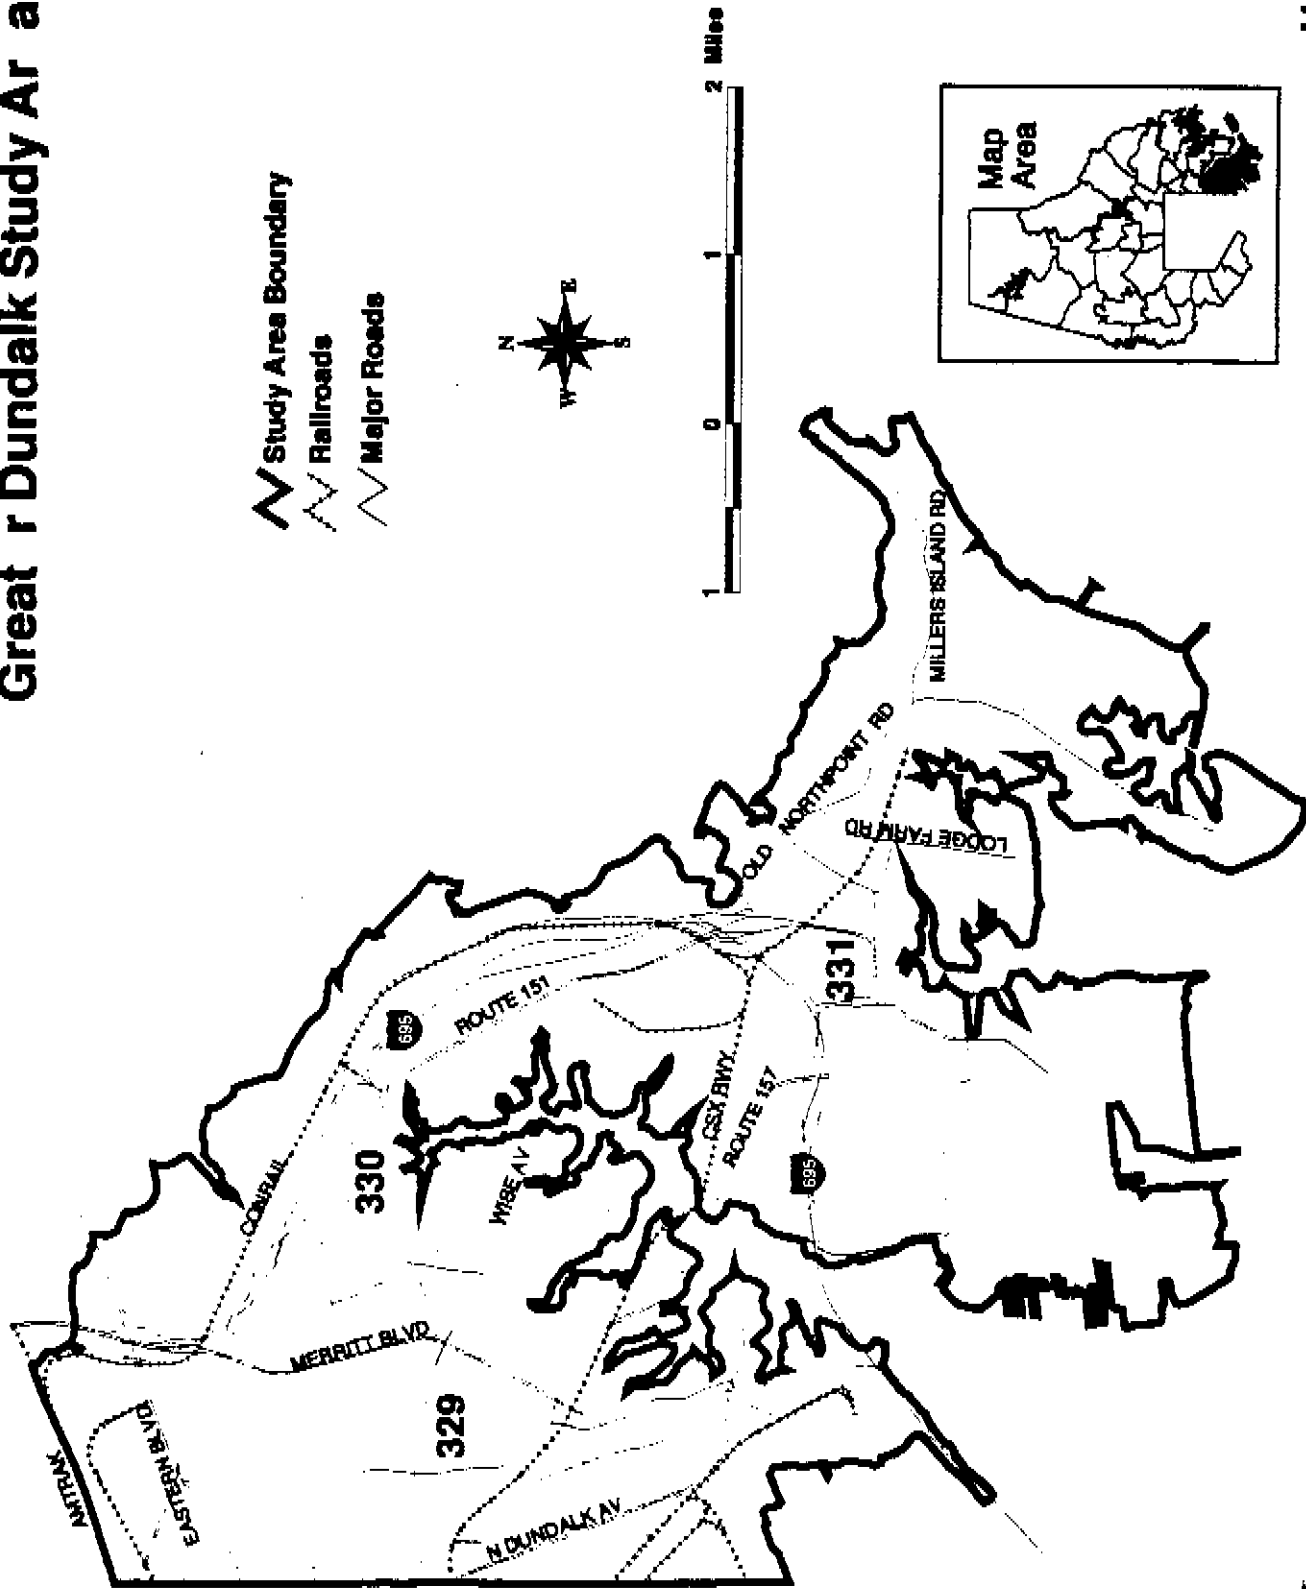 Great r Dundalk Study Ar a
Study Area Boundary
Railroads
Major Roads
N
W
E
S
1
0
1
2 Miles
Map
Area
AMTRAK
EASTERN BLVD
CONRAIL
MERRITT BLVD
329
N DUNDALK AV
330
WISE AV
695
ROUTE 151
CSX RWY
ROUTE 157
695
331
OLD NORTHPOINT RD
LODGE FARM RD
MILLERS ISLAND RD